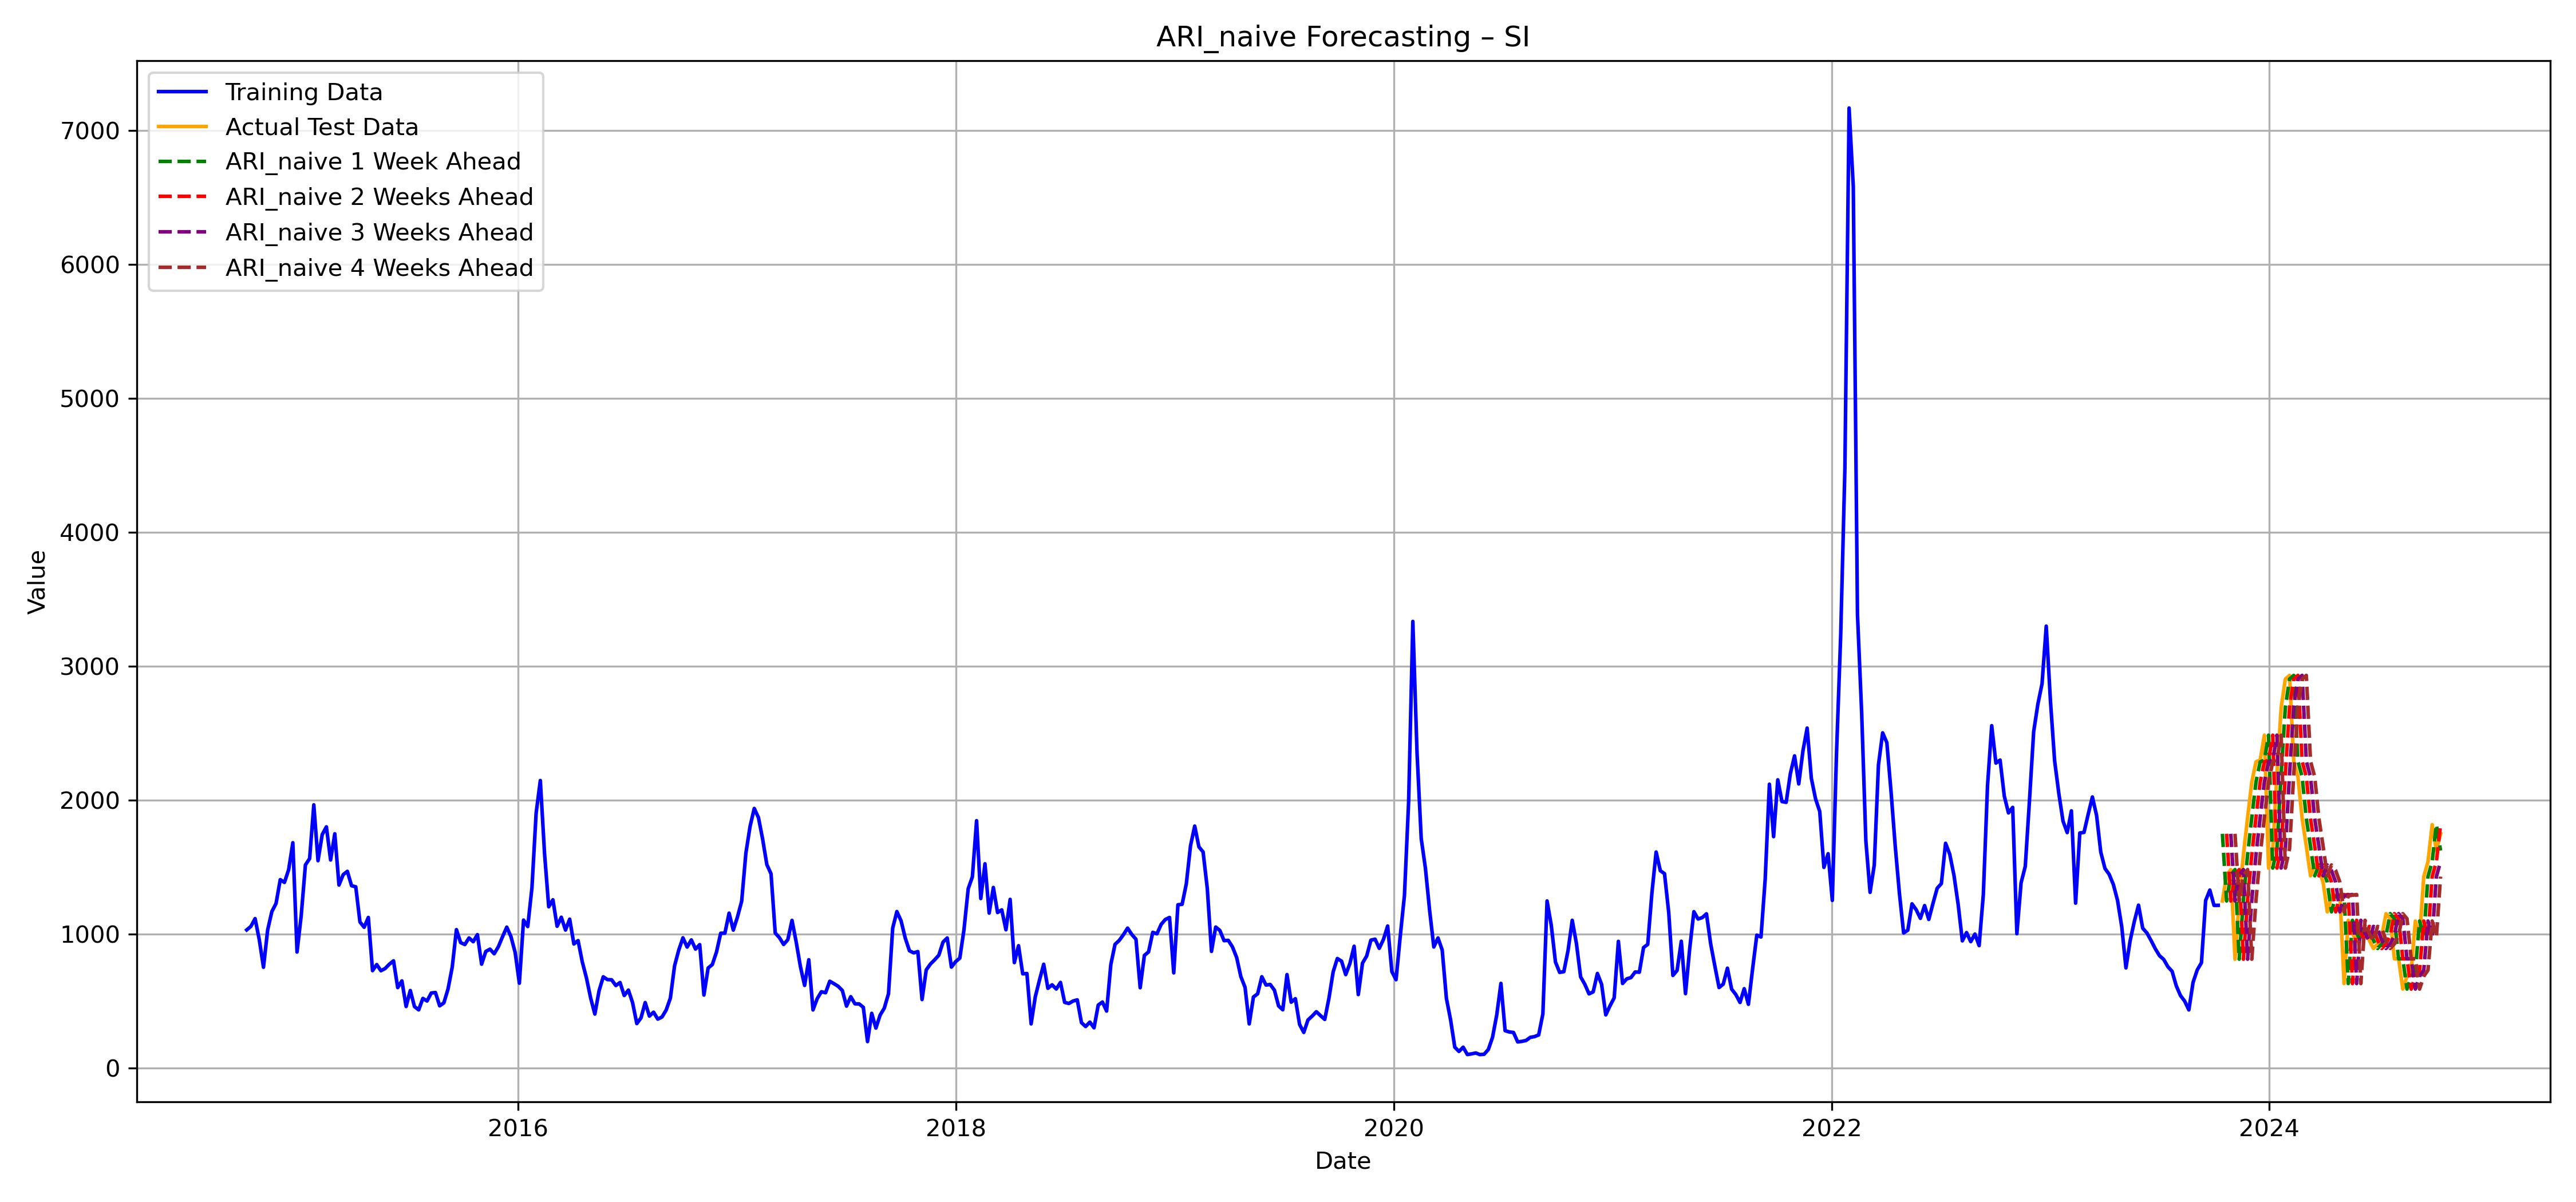 ARI_naive Forecasting – SI
Training Data
Actual Test Data
ARI_naive 1 Week Ahead
ARI_naive 2 Weeks Ahead
ARI_naive 3 Weeks Ahead
ARI_naive 4 Weeks Ahead
7000
6000
5000
4000
3000
2000
1000
0
Value
2016
2018
2020
2022
2024
Date